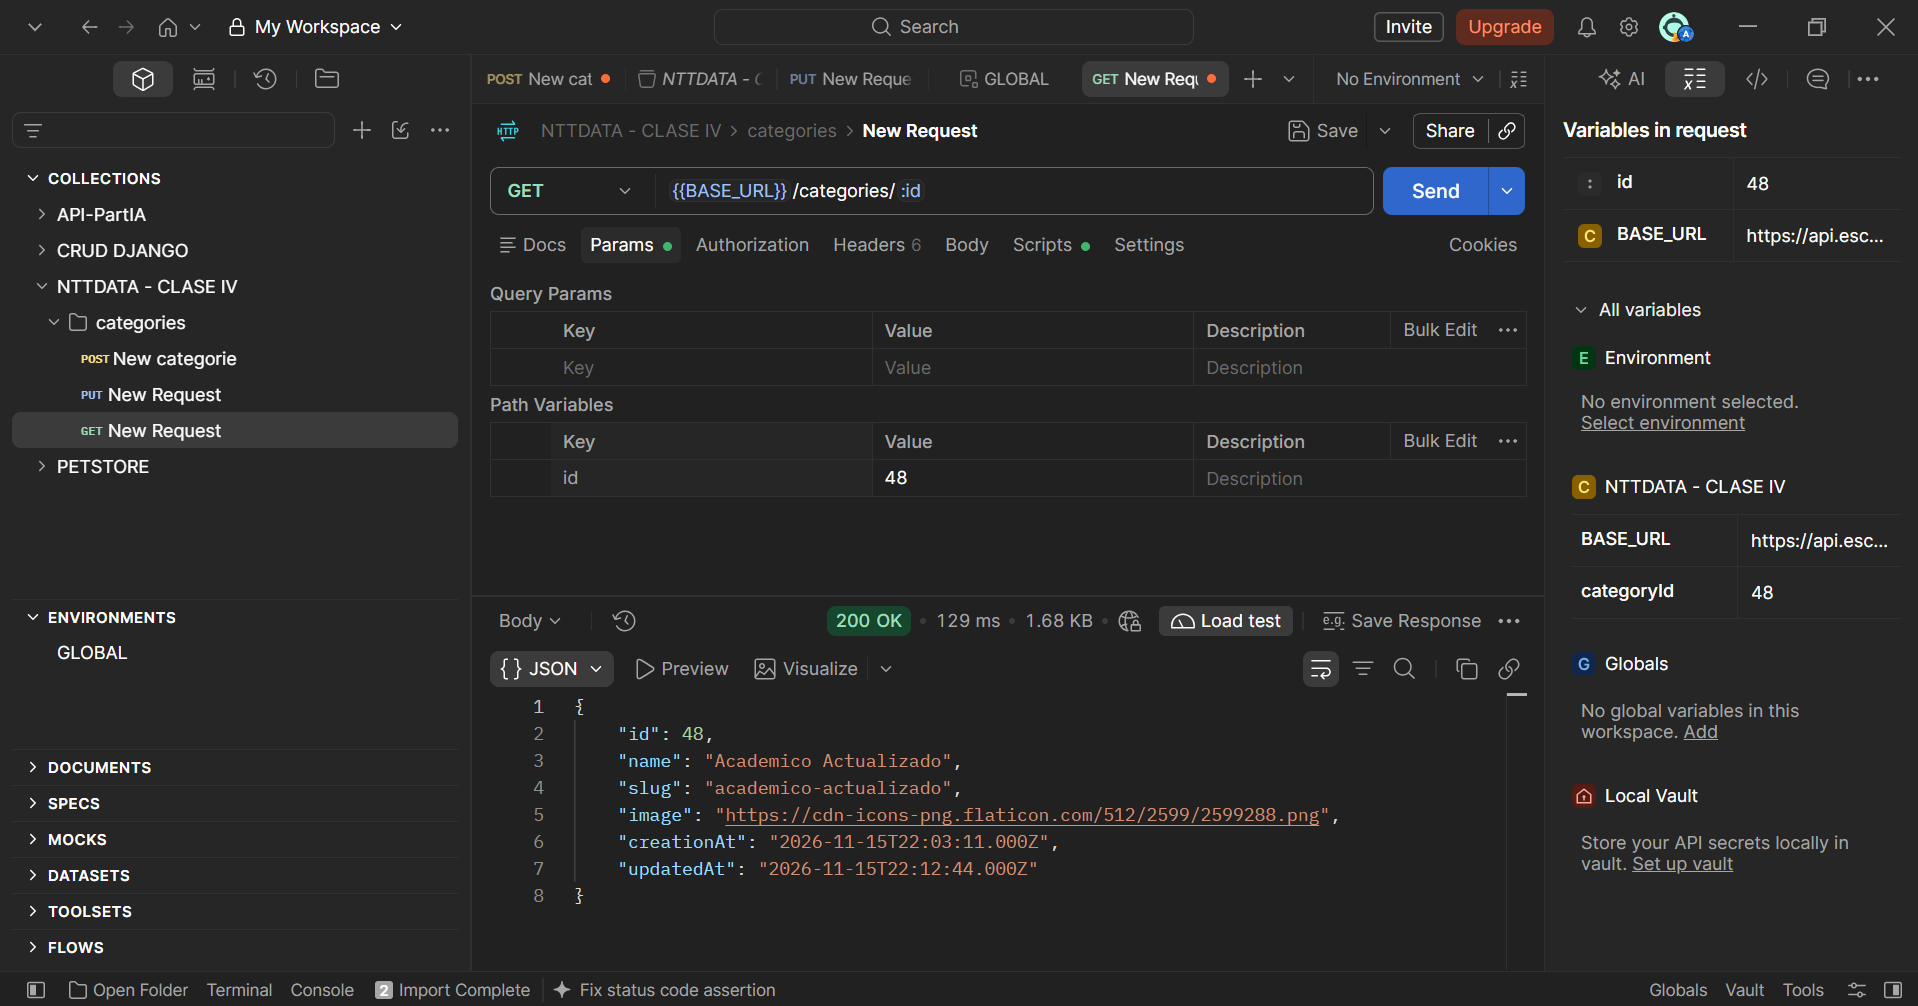 My Workspace
Search
Invite
Upgrade
A
POST New cat
NTTDATA - C
PUT New Reque
GLOBAL
GET New Requ
No Environment
AI
HTTP
NTTDATA - CLASE IV > categories > New Request
Save
Share
Variables in request
COLLECTIONS
API-PartIA
CRUD DJANGO
NTTDATA - CLASE IV
categories
POST New categorie
PUT New Request
GET New Request
PETSTORE
GET
{{BASE_URL}} /categories/ :id
Send
Docs
Params
Authorization
Headers 6
Body
Scripts
Settings
Cookies
Query Params
Key Value Description Bulk Edit
Key Value Description
Path Variables
Key Value Description Bulk Edit
id 48 Description
: id 48
C BASE_URL https://api.esc...
All variables
E Environment
No environment selected.
Select environment
C NTTDATA - CLASE IV
BASE_URL https://api.esc...
categoryId 48
G Globals
No global variables in this
workspace. Add
Local Vault
Store your API secrets locally in
vault. Set up vault
ENVIRONMENTS
GLOBAL
DOCUMENTS
SPECS
MOCKS
DATASETS
TOOLSETS
FLOWS
Body
200 OK • 129 ms • 1.68 KB •
Load test
e.g. Save Response
{} JSON
Preview
Visualize
1 {
2 "id": 48,
3 "name": "Academico Actualizado",
4 "slug": "academico-actualizado",
5 "image": "https://cdn-icons-png.flaticon.com/512/2599/2599288.png",
6 "creationAt": "2026-11-15T22:03:11.000Z",
7 "updatedAt": "2026-11-15T22:12:44.000Z"
8 }
Open Folder
Terminal
Console
2 Import Complete
Fix status code assertion
Globals
Vault
Tools